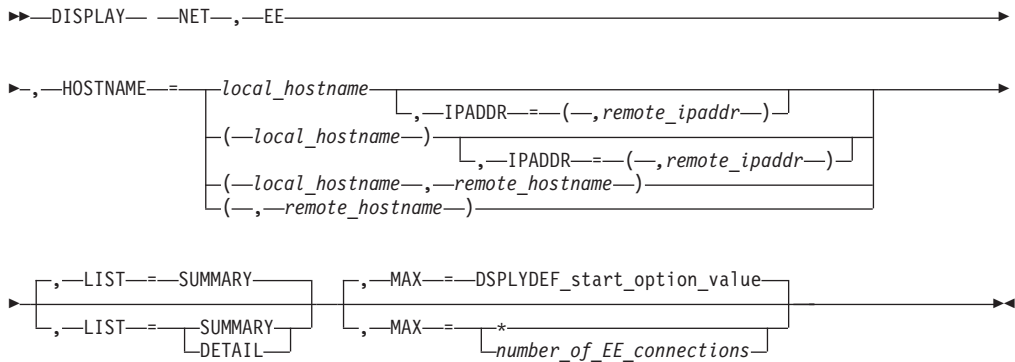 DISPLAY NET , EE
, HOSTNAME = local_hostname
, IPADDR = ( , remote_ipaddr )
( local_hostname )
, IPADDR = ( , remote_ipaddr )
( local_hostname , remote_hostname )
( , remote_hostname )
, LIST = SUMMARY , MAX = DSPLYDEF_start_option_value
, LIST = SUMMARY , MAX = *
DETAIL number_of_EE_connections